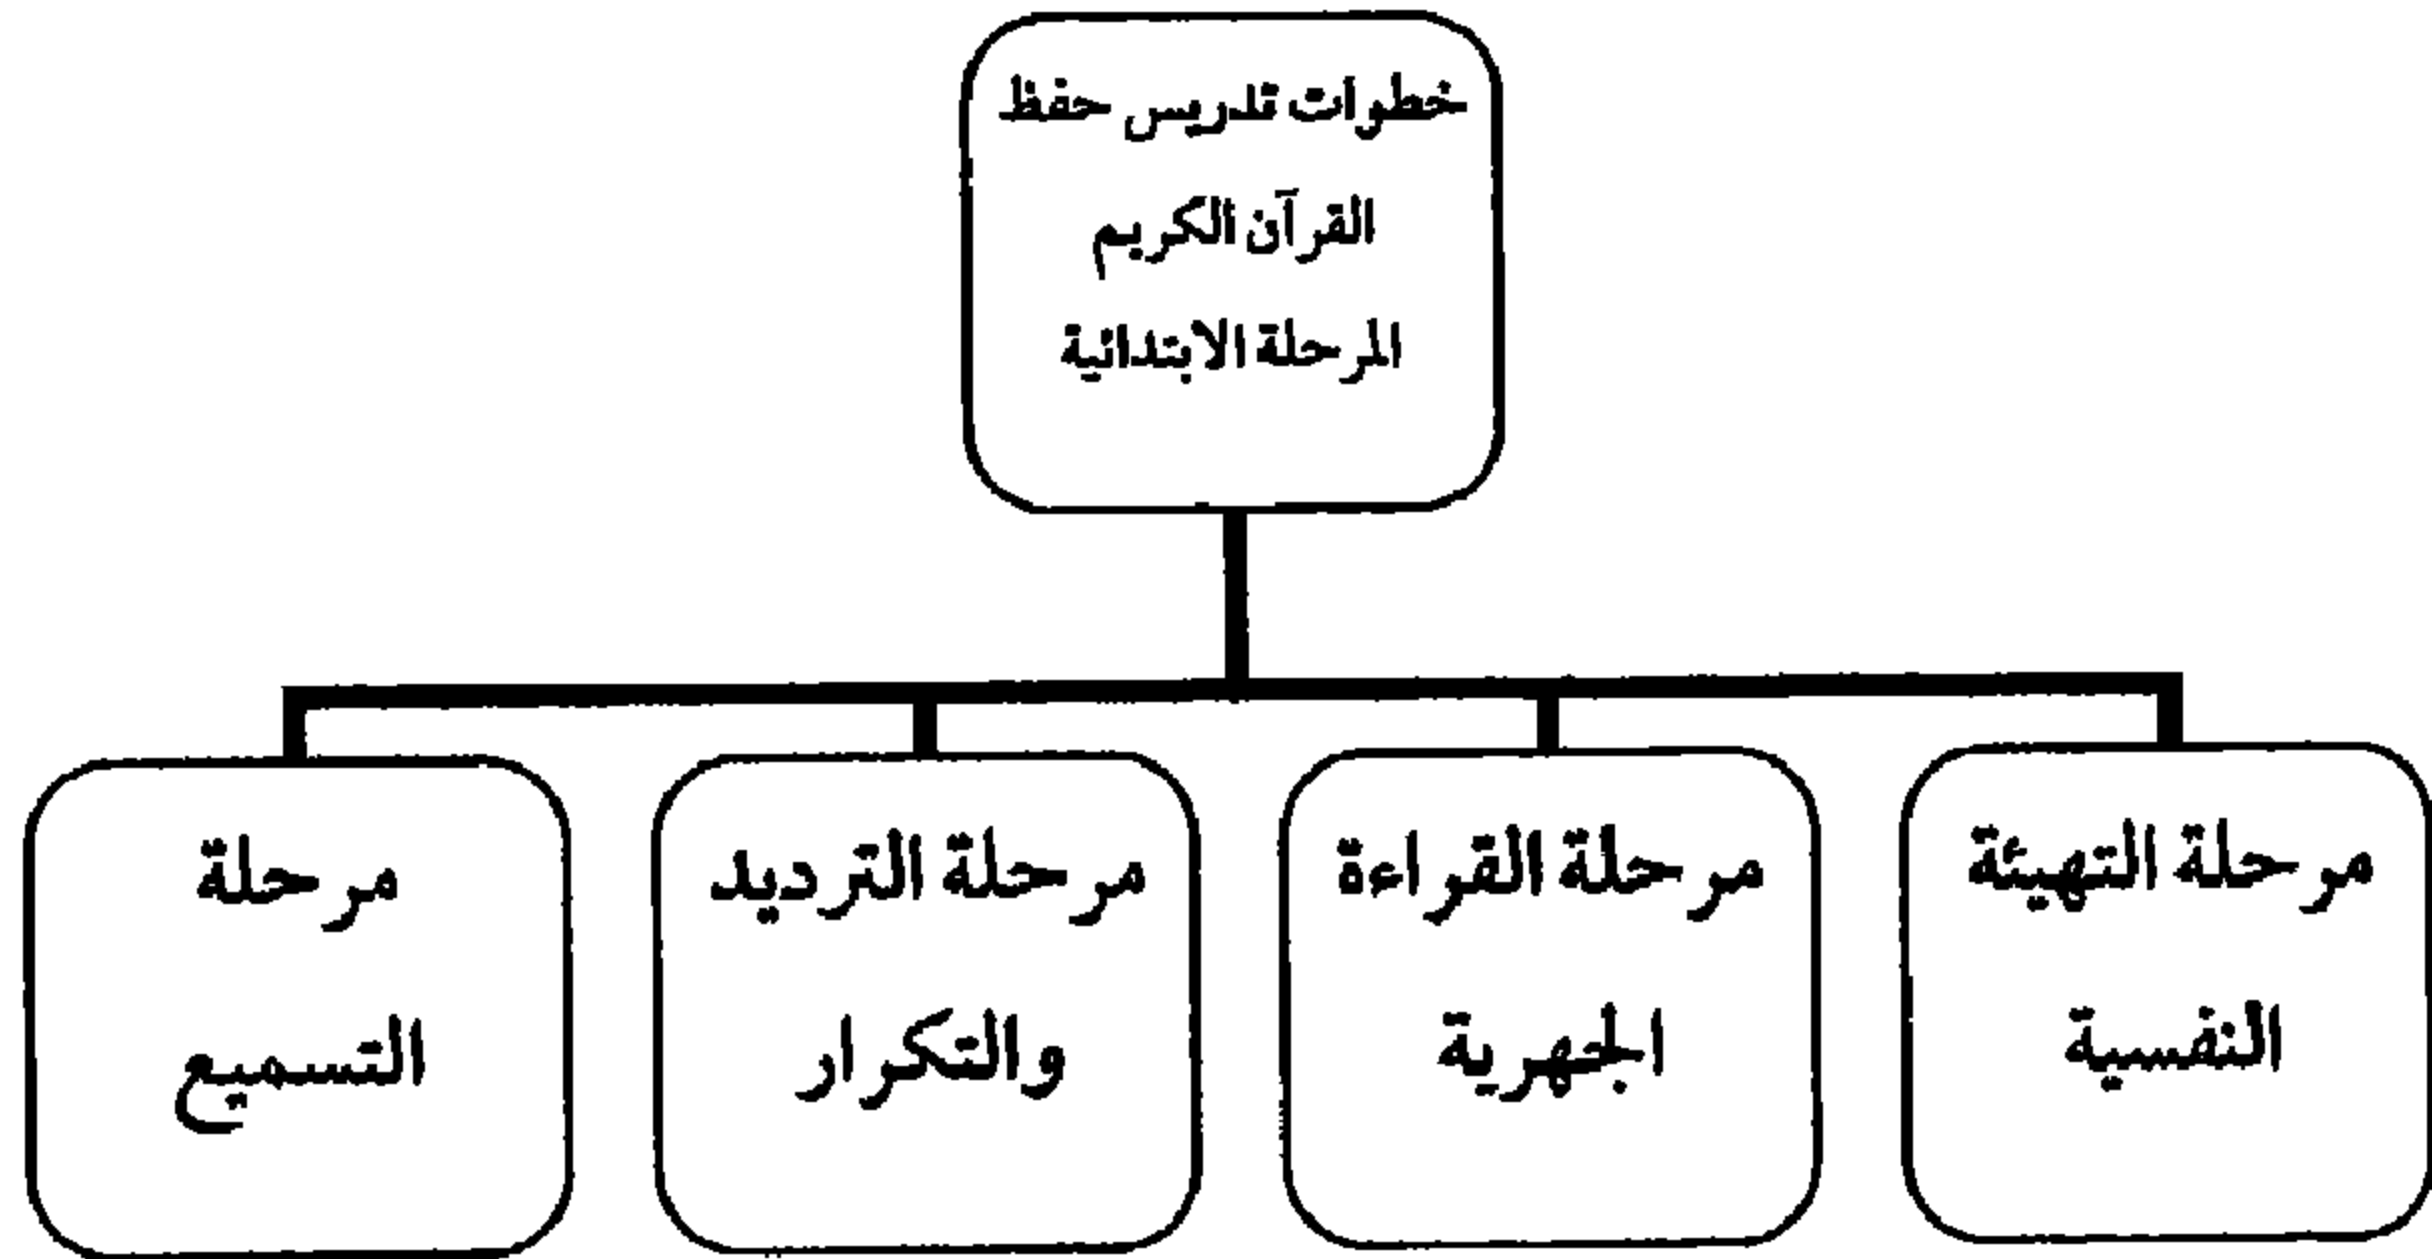 خطوات تدريس حفظ
القرآن الكريم
المرحلة الابتدائية
مرحلة التهيئة
النفسية
مرحلة القراءة
الجهرية
مرحلة الترديد
والتكرار
مرحلة
التسميع